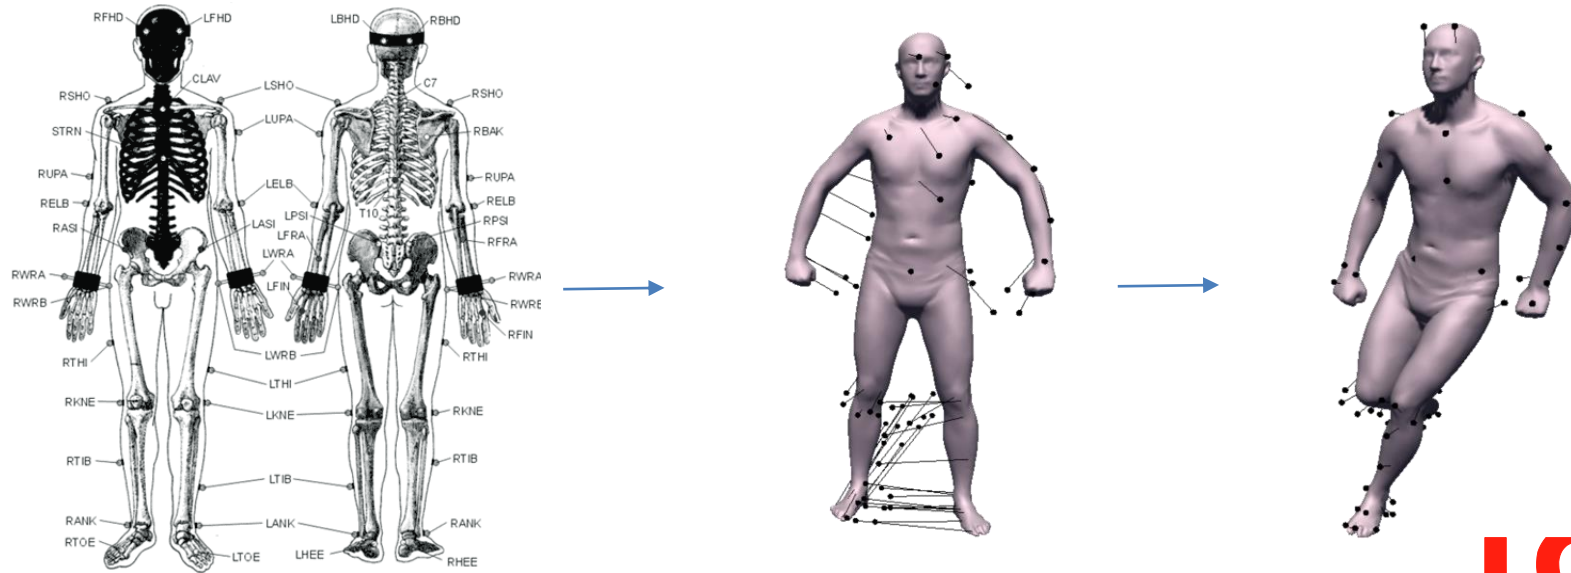 RFHD
LFHD
LBHD
RBHD
CLAV
C7
RSHO
LSHO
RSHO
STRN
LUPA
RBAK
RUPA
RUPA
LELB
RELB
RELB
T10
LPSI
RPSI
RASI
LASI
LFRA
RFRA
LWRA
RWRA
RWRA
LFIN
RWRB
RWRB
RFIN
LWRB
RTHI
RTHI
LTHI
RKNE
LKNE
RKNE
RTIB
RTIB
LTIB
RANK
LANK
RANK
RTOE
LTOE
LHEE
RHEE